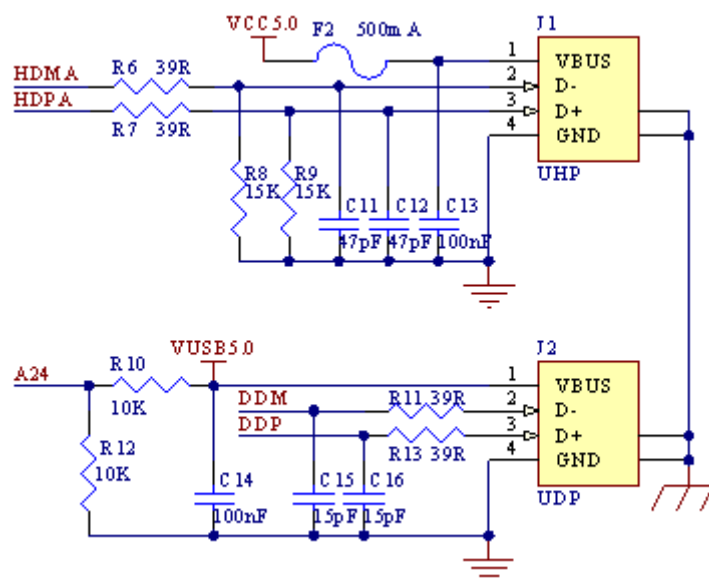 VCC5.0 F2 500mA J1
HDMA R6 39R 1 VBUS
2 D-
HDPA 3 D+
R7 39R 4 GND
UHP
R8 R9
15K 15K
C11 C12 C13
47pF 47pF 100nF
J2
R10 VUSB5.0
A24 1 VBUS
10K DDM R11 39R 2 D-
DDP 3 D+
R12 R13 39R 4 GND
10K C14 C15 C16 UDP
100nF 15pF 15pF